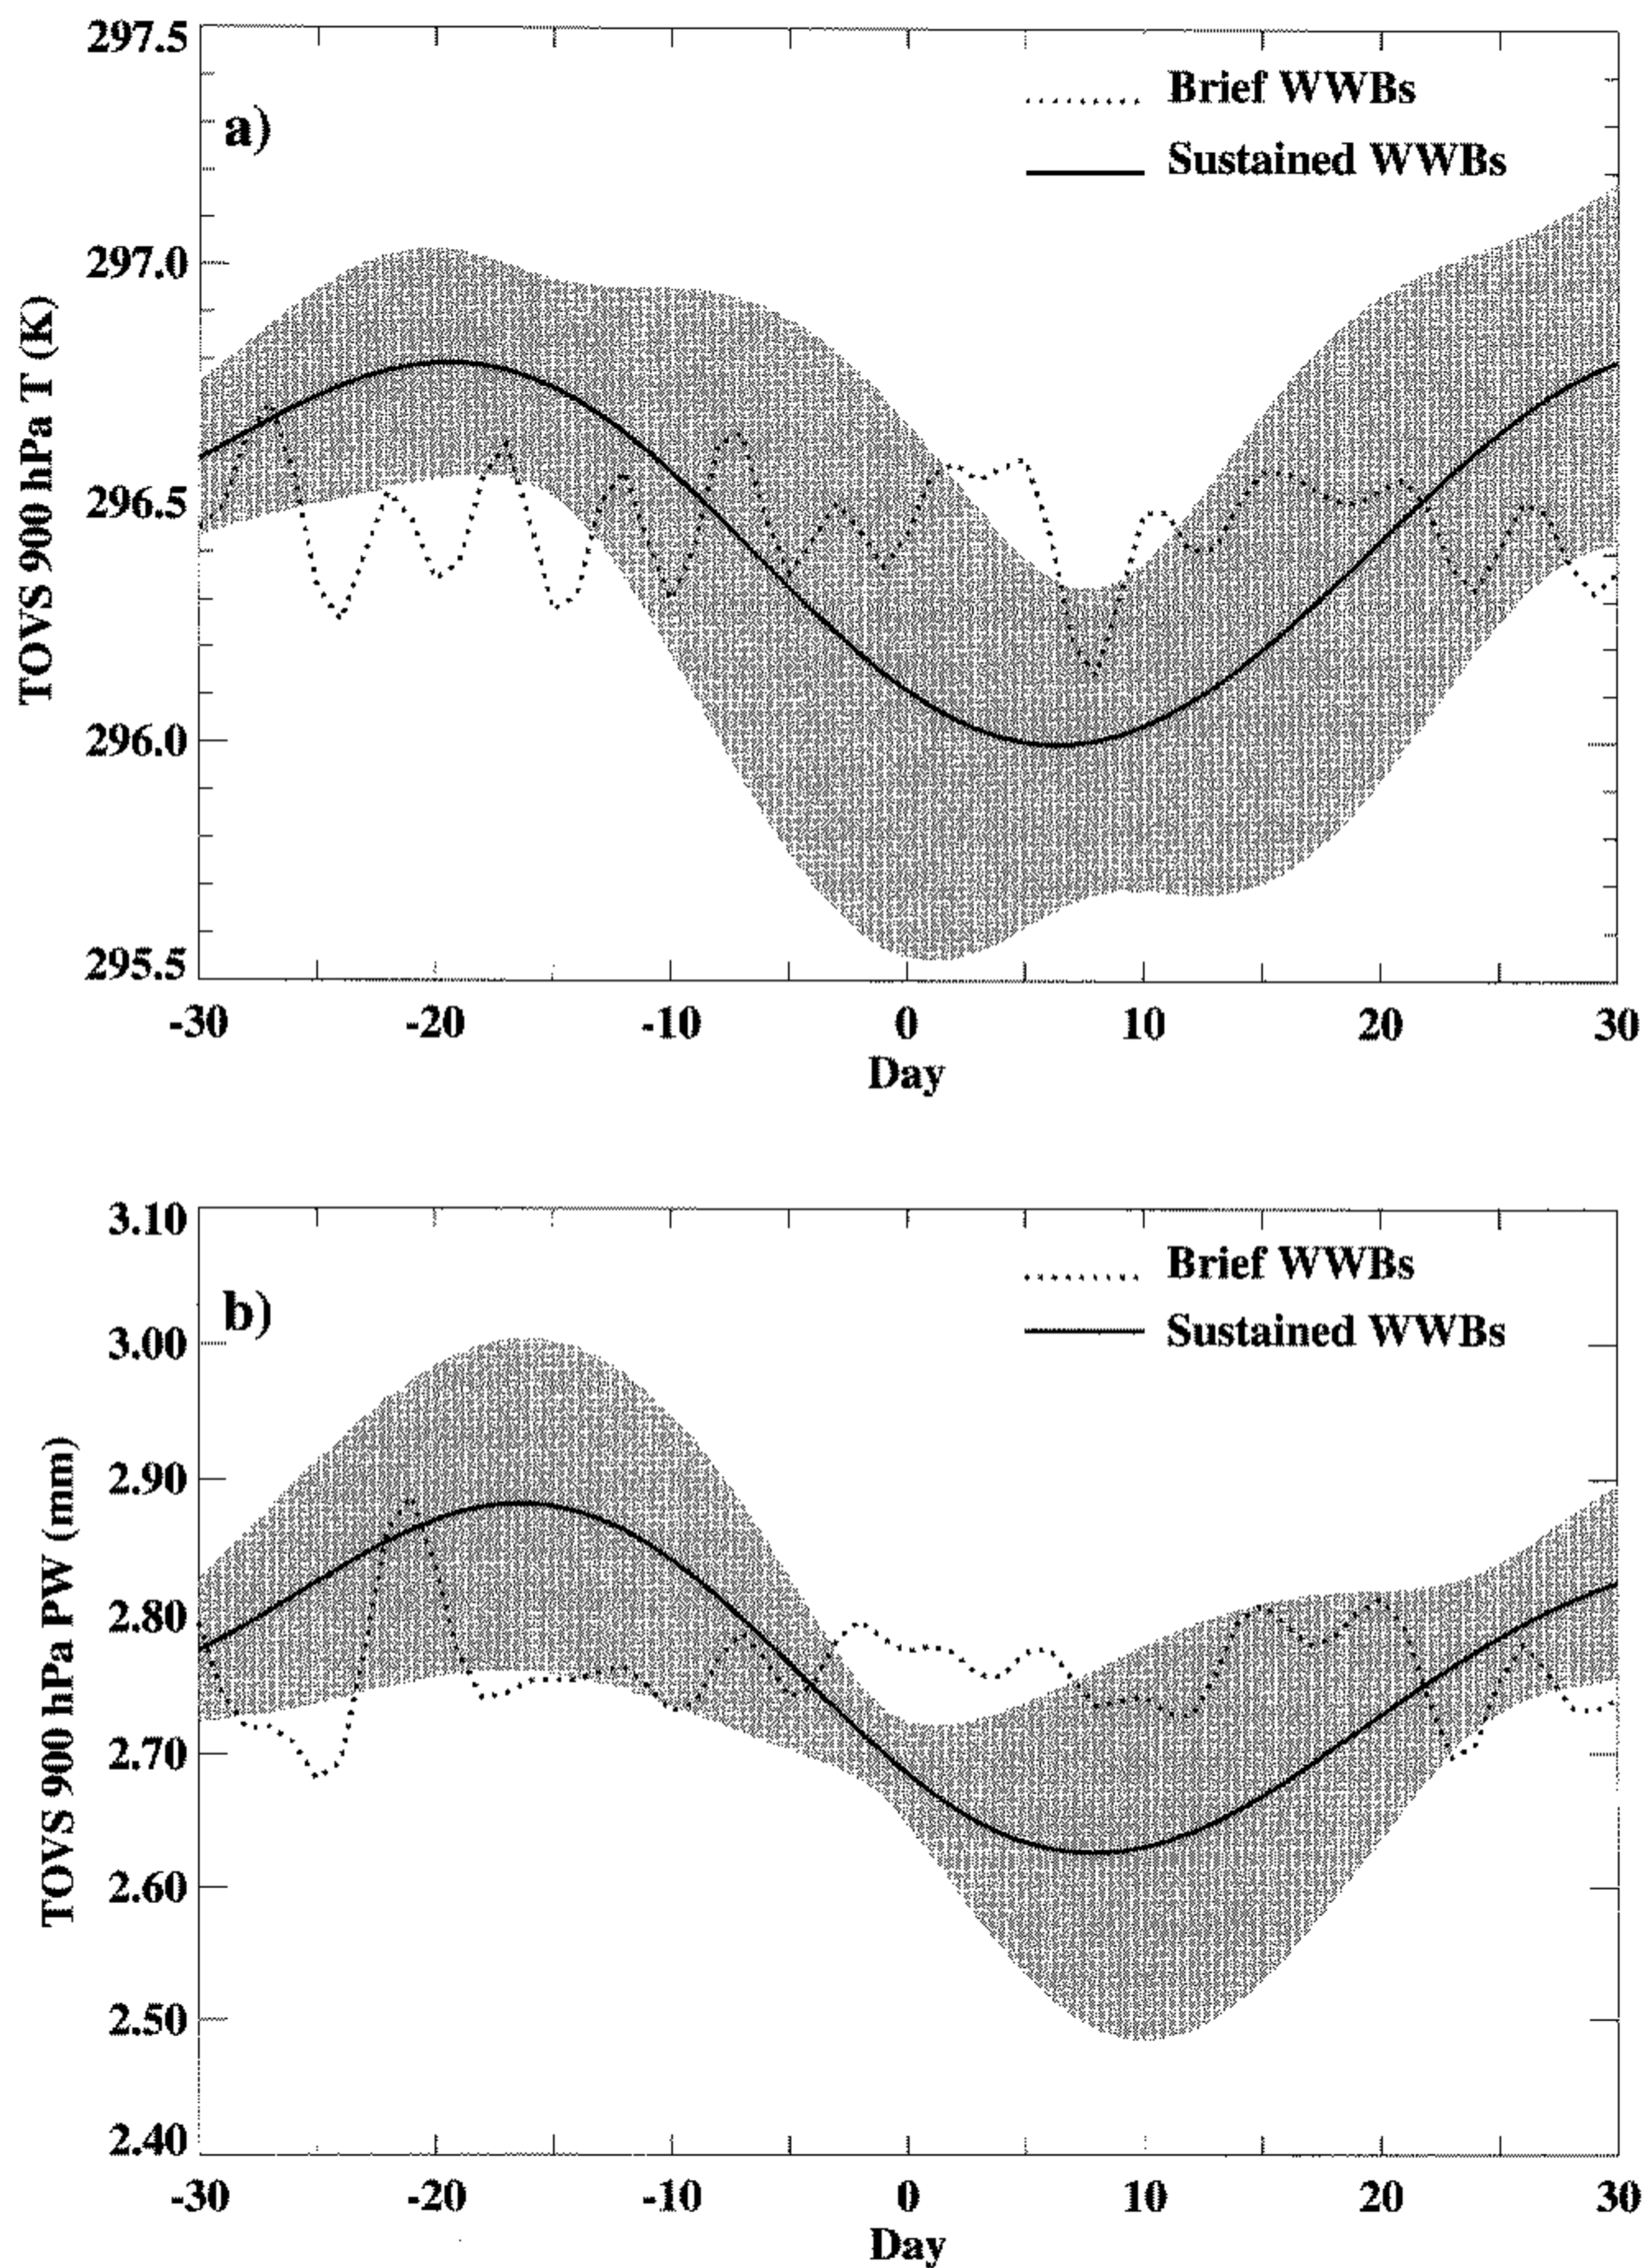 297.5
a)
Brief WWBs
Sustained WWBs
297.0
TOVS 900 hPa T (K)
296.5
296.0
295.5
-30 -20 -10 0 10 20 30
Day
3.10
b)
Brief WWBs
Sustained WWBs
3.00
2.90
TOVS 900 hPa PW (mm)
2.80
2.70
2.60
2.50
2.40
-30 -20 -10 0 10 20 30
Day